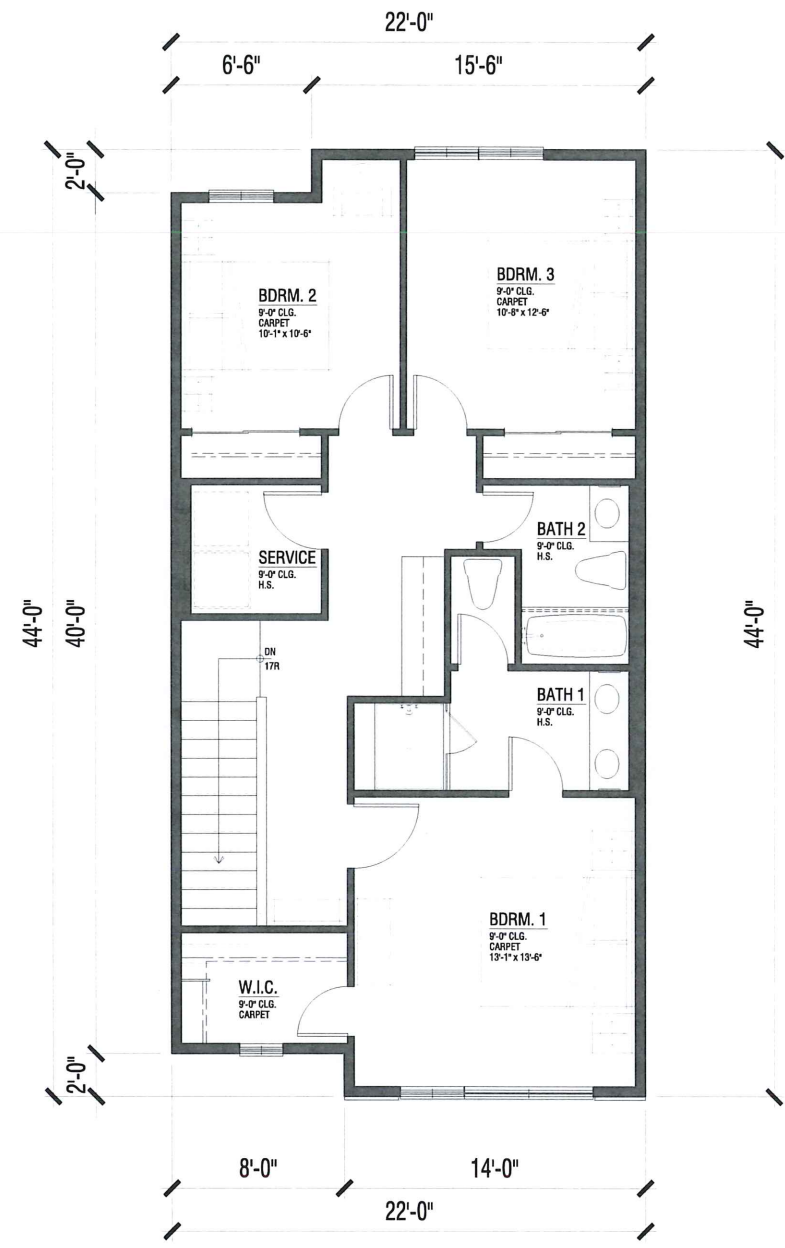 22'-0"
6'-6"
15'-6"
2'-0"
BDRM. 2
9'-0" CLG.
CARPET
10'-1" x 10'-6"
BDRM. 3
9'-0" CLG.
CARPET
10'-8" x 12'-6"
SERVICE
9'-0" CLG.
H.S.
BATH 2
9'-0" CLG.
H.S.
44'-0"
40'-0"
44'-0"
DN
17R
BATH 1
9'-0" CLG.
H.S.
BDRM. 1
9'-0" CLG.
CARPET
13'-1" x 13'-6"
W.I.C.
9'-0" CLG.
CARPET
2'-0"
8'-0"
14'-0"
22'-0"